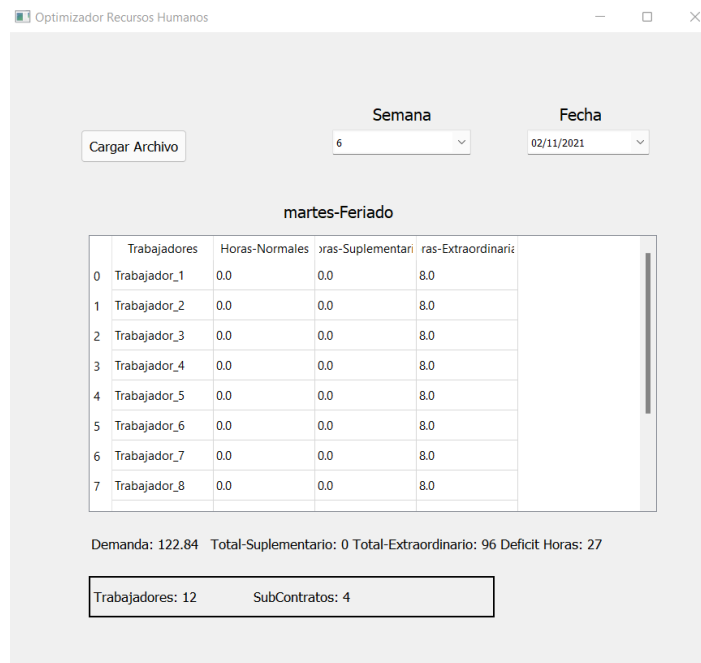 Optimizador Recursos Humanos
Semana Fecha
Cargar Archivo 6 02/11/2021
martes-Feriado
Trabajadores Horas-Normales oras-Suplementari ras-Extraordinaria
0 Trabajador_1 0.0 0.0 8.0
1 Trabajador_2 0.0 0.0 8.0
2 Trabajador_3 0.0 0.0 8.0
3 Trabajador_4 0.0 0.0 8.0
4 Trabajador_5 0.0 0.0 8.0
5 Trabajador_6 0.0 0.0 8.0
6 Trabajador_7 0.0 0.0 8.0
7 Trabajador_8 0.0 0.0 8.0
Demanda: 122.84 Total-Suplementario: 0 Total-Extraordinario: 96 Deficit Horas: 27
Trabajadores: 12 SubContratos: 4